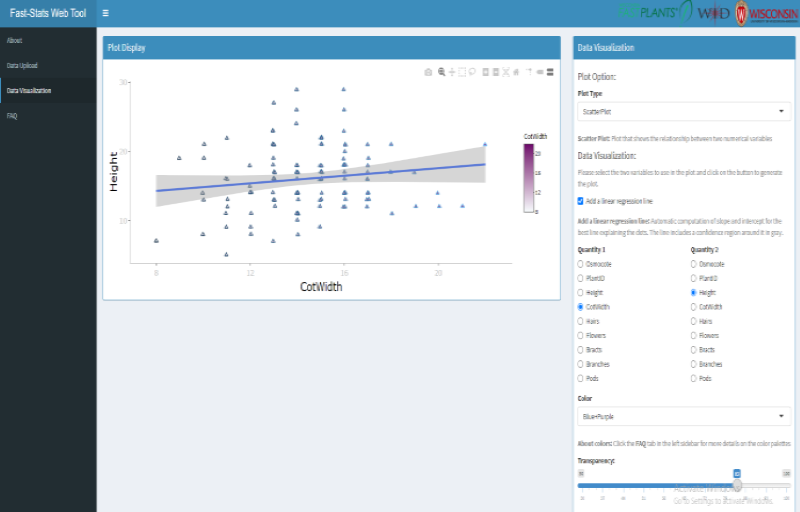 Fast-Stats Web Tool
PLANTS
WISCONSIN
About
Data Upload
Data Visualization
FAQ
Plot Display
30
20
10
Height
8
12
16
20
CotWidth
CotWidth
20
16
12
8
Data Visualization
Plot Option:
Plot Type
ScatterPlot
Scatter Plot: Plot that shows the relationship between two numerical variables
Data Visualization:
Please select the two variables to use in the plot and click on the button to generate
the plot.
Add a linear regression line
Add a linear regression line: Automatic computation of slope and intercept for the
best line explaining the dots. The line includes a confidence region around it in gray.
Quantity 1
Quantity 2
Osmocote
Osmocote
PlantID
PlantID
Height
Height
CotWidth
CotWidth
Hairs
Hairs
Flowers
Flowers
Bracts
Bracts
Branches
Branches
Pods
Pods
Color
Blue+Purple
About colors: Click the FAQ tab in the left sidebar for more details on the color palettes
Transparency:
Activate Windows
Go to Settings to activate Windows.